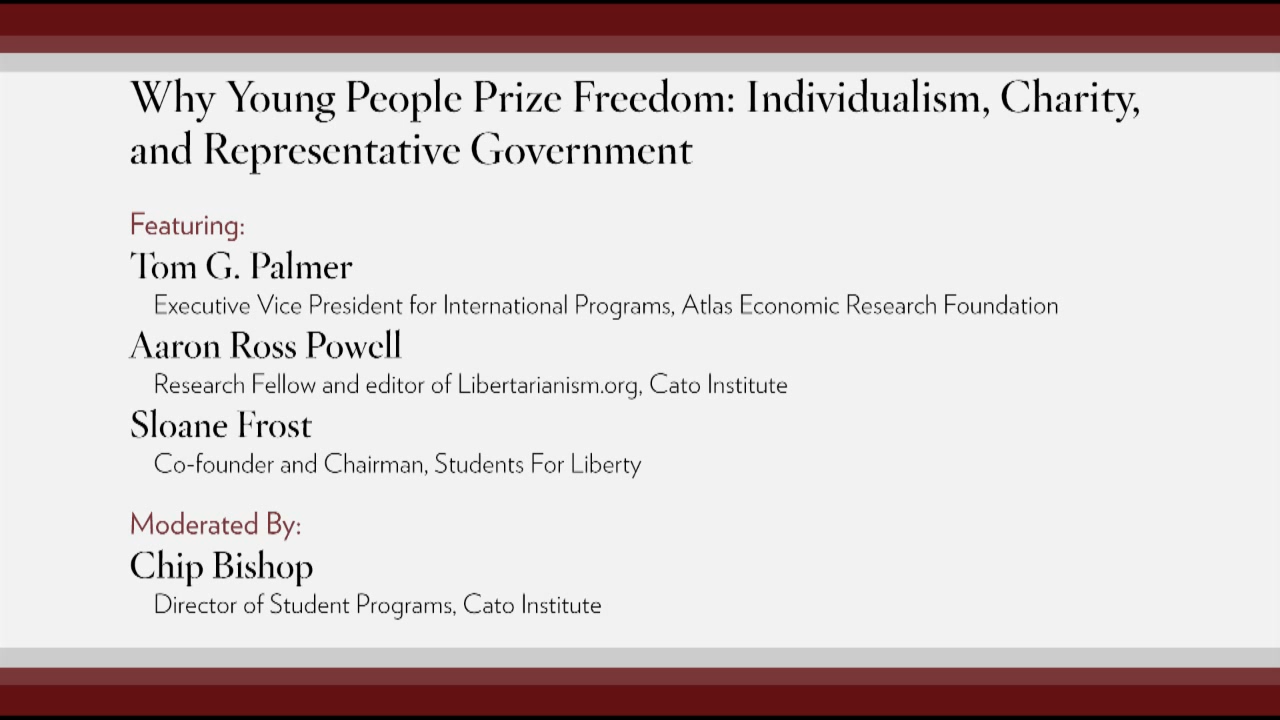 Why Young People Prize Freedom: Individualism, Charity,
and Representative Government
Featuring:
Tom G. Palmer
Executive Vice President for International Programs, Atlas Economic Research Foundation
Aaron Ross Powell
Research Fellow and editor of Libertarianism.org, Cato Institute
Sloane Frost
Co-founder and Chairman, Students For Liberty
Moderated By:
Chip Bishop
Director of Student Programs, Cato Institute